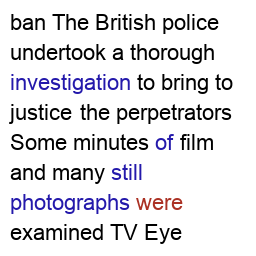 ban The British police
undertook a thorough
investigation to bring to
justice the perpetrators
Some minutes of film
and many still
photographs were
examined TV Eye